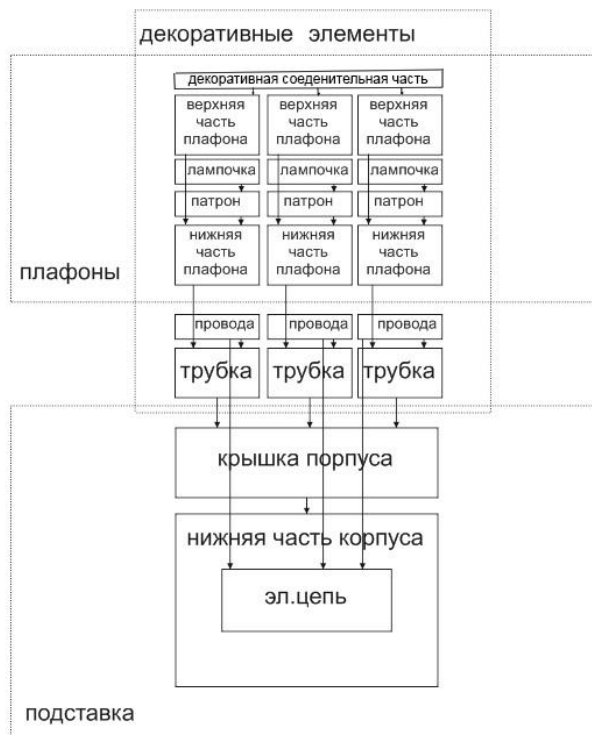 декоративные элементы
декоративная соеденительная часть
верхняя верхняя верхняя
часть часть часть
плафона плафона плафона
лампочка лампочка лампочка
патрон патрон патрон
нижняя нижняя нижняя
часть часть часть
плафона плафона плафона
плафоны
провода провода провода
трубка трубка трубка
крышка порпуса
нижняя часть корпуса
эл.цепь
подставка